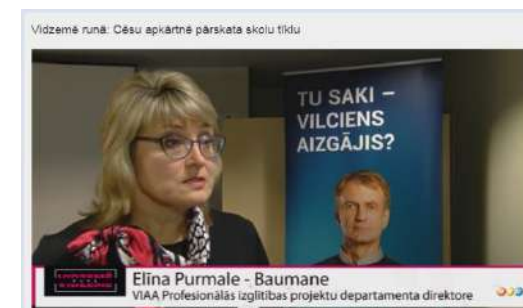 Vidzemē runā: Cēsu apkārtnē pārskata skolu tīklu
TU SAKI –
VILCIENS
AIZGĀJIS?
Elīna Purmale - Baumane
VIAA Profesionālās izglītības projektu departamenta direktore